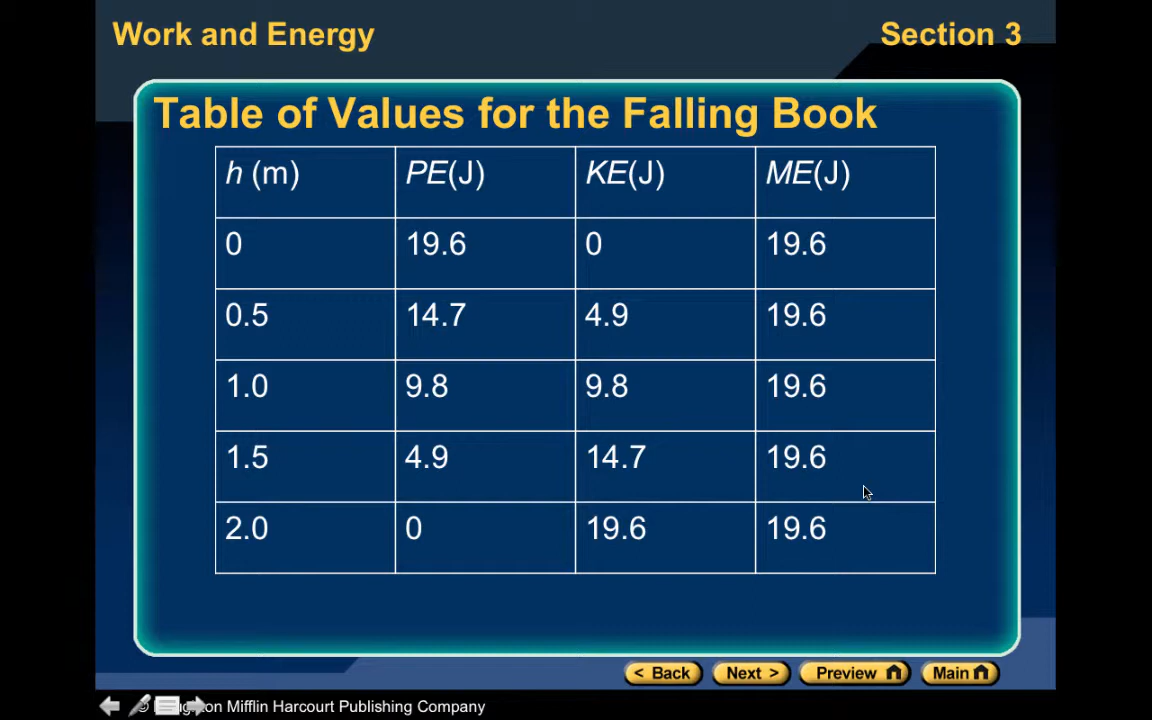 Work and Energy Section 3
Table of Values for the Falling Book
h (m) PE(J) KE(J) ME(J)
0 19.6 0 19.6
0.5 14.7 4.9 19.6
1.0 9.8 9.8 19.6
1.5 4.9 14.7 19.6
2.0 0 19.6 19.6
< Back Next > Preview Main
© Mifflin Harcourt Publishing Company